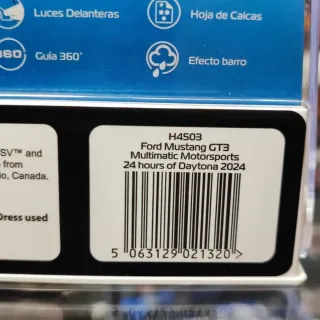 Luces Delanteras
Hoja de Calcas
360°
Guía 360°
Efecto barro
SV™ and
from
io, Canada.
Dress used
H4503
Ford Mustang GT3
Multimatic Motorsports
24 hours of Daytona 2024
5 063129 021320 >